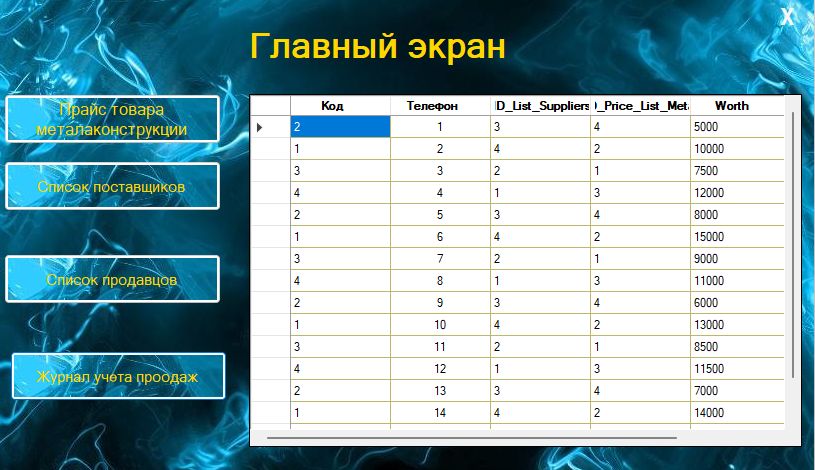 X
Главный экран
Прайс товара
металаконструкции
Список поставщиков
Список продавцов
Журнал учета проодаж
Код Телефон ID_List_Suppliers D_Price_List_Meta Worth
2 1 3 4 5000
1 2 4 2 10000
3 3 2 1 7500
4 4 1 3 12000
2 5 3 4 8000
1 6 4 2 15000
3 7 2 1 9000
4 8 1 3 11000
2 9 3 4 6000
1 10 4 2 13000
3 11 2 1 8500
4 12 1 3 11500
2 13 3 4 7000
1 14 4 2 14000